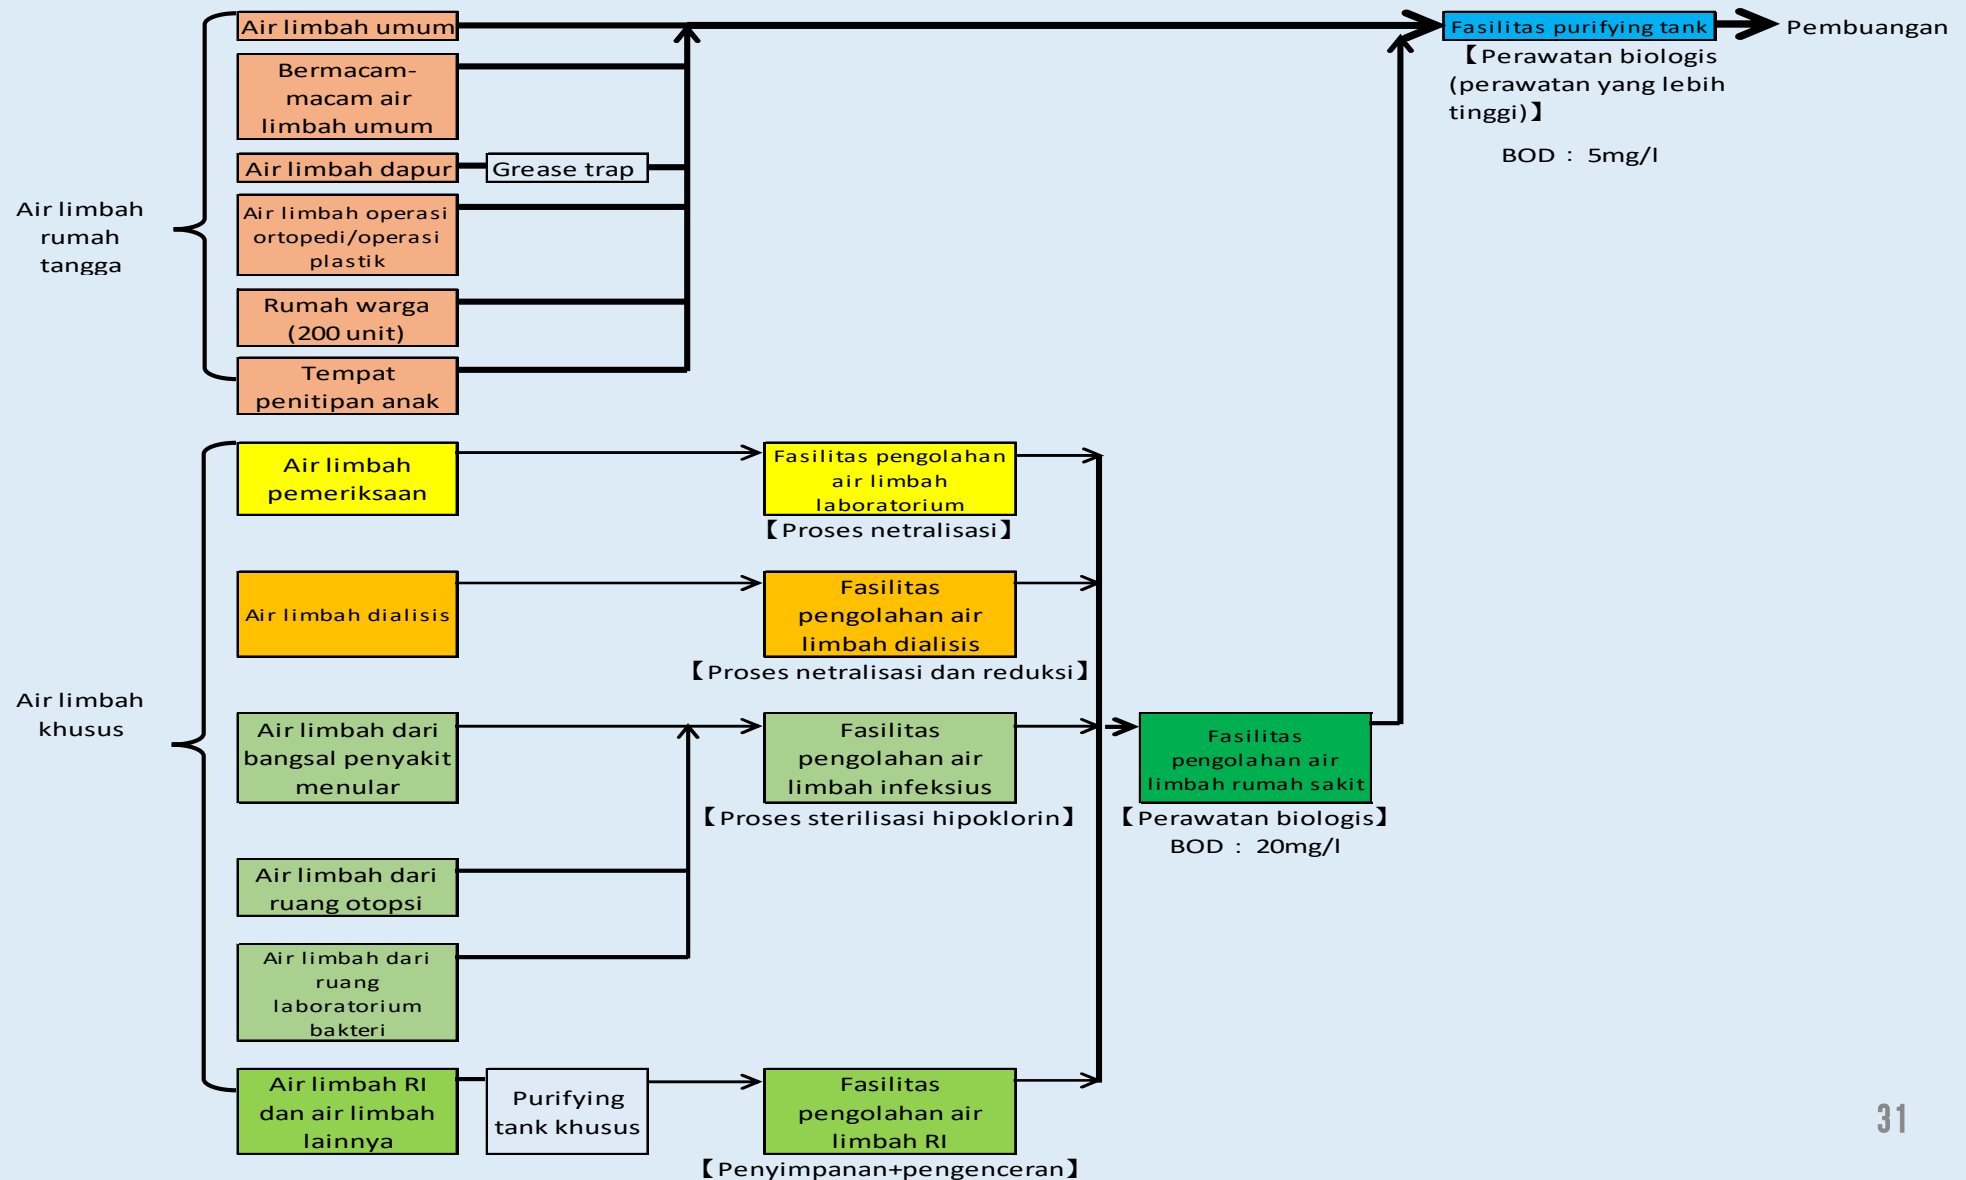 Air limbah umum
Fasilitas purifying tank
Pembuangan
【Perawatan biologis
(perawatan yang lebih
tinggi)】
BOD : 5mg/l
Bermacam-
macam air
limbah umum
Air limbah dapur
Grease trap
Air limbah
rumah
tangga
Air limbah operasi
ortopedi/operasi
plastik
Rumah warga
(200 unit)
Tempat
penitipan anak
Air limbah
pemeriksaan
Fasilitas pengolahan
air limbah
laboratorium
【Proses netralisasi】
Air limbah dialisis
Fasilitas
pengolahan air
limbah dialisis
【Proses netralisasi dan reduksi】
Air limbah
khusus
Air limbah dari
bangsal penyakit
menular
Fasilitas
pengolahan air
limbah infeksius
【Proses sterilisasi hipoklorin】
Fasilitas
pengolahan air
limbah rumah sakit
【Perawatan biologis】
BOD : 20mg/l
Air limbah dari
ruang otopsi
Air limbah dari
ruang
laboratorium
bakteri
Air limbah RI
dan air limbah
lainnya
Purifying
tank khusus
Fasilitas
pengolahan air
limbah RI
【Penyimpanan+pengenceran】
31